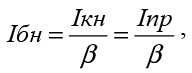 Iбн = Iкн/β = Iпр/β ,